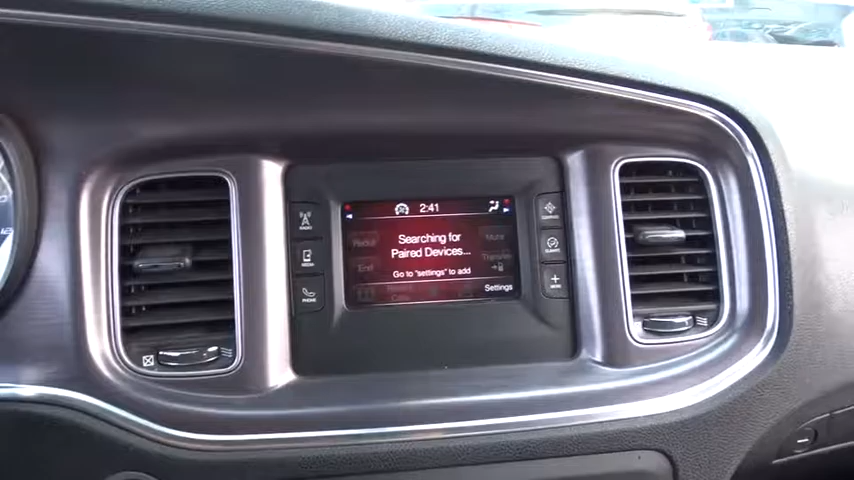 2:41
RADIO
MEDIA
PHONE
Searching for
Paired Devices...
Go to "settings" to add
Redial
Mute
End
Transfer
Settings
CLIMATE
MORE